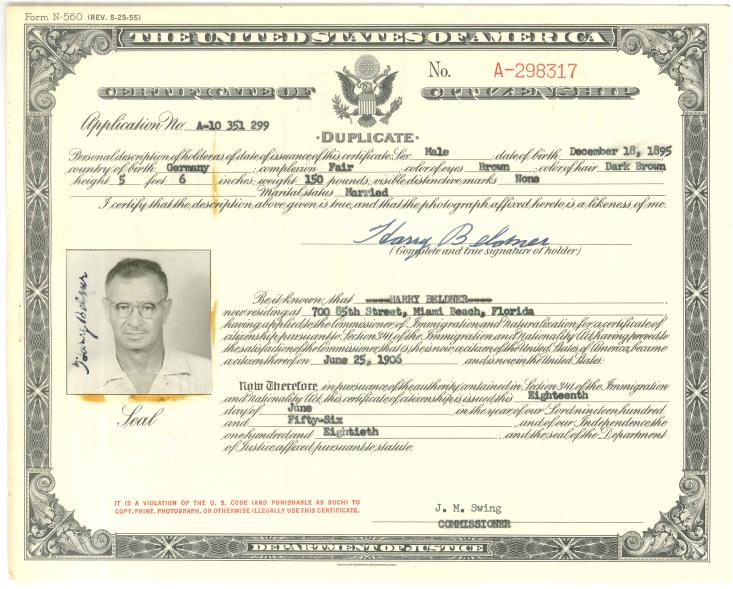 Form N-560 (REV. 5-25-55)
THE UNITED STATES OF AMERICA
No. A-298317
CERTIFICATE OF CITIZENSHIP
Application No. A-10 351 299
·DUPLICATE·
Personal description of holder as of date of issuance of this certificate: Sex Male date of birth December 18, 1895
country of birth Germany complexion Fair color of eyes Brown color of hair Dark Brown
height 5 feet 6 inches; weight 150 pounds; visible distinctive marks None
Marital status Married
I certify that the description above given is true, and that the photograph affixed hereto is a likeness of me.
Harry Beldner
(Complete and true signature of holder)
Harry Beldner
Be it known, that ----HARRY BELDNER----
now residing at 700 85th Street, Miami Beach, Florida
having applied to the Commissioner of Immigration and Naturalization for a certificate of
citizenship pursuant to Section 341 of the Immigration and Nationality Act, having proved to
the satisfaction of the Commissioner, that s he is now a citizen of the United States of America, became
a citizen thereof on June 25, 1906 and is now in the United States:
Now Therefore, in pursuance of the authority contained in Section 341 of the Immigration
and Nationality Act, this certificate of citizenship is issued this Eighteenth
day of June in the year of our Lord nineteen hundred
and Fifty-Six, and of our Independence the
one hundred and Eightieth, and the seal of the Department
of Justice affixed pursuant to statute.
Seal
IT IS A VIOLATION OF THE U. S. CODE (AND PUNISHABLE AS SUCH) TO
COPY, PRINT, PHOTOGRAPH, OR OTHERWISE ILLEGALLY USE THIS CERTIFICATE.
J. M. Swing
COMMISSIONER
DEPARTMENT OF JUSTICE